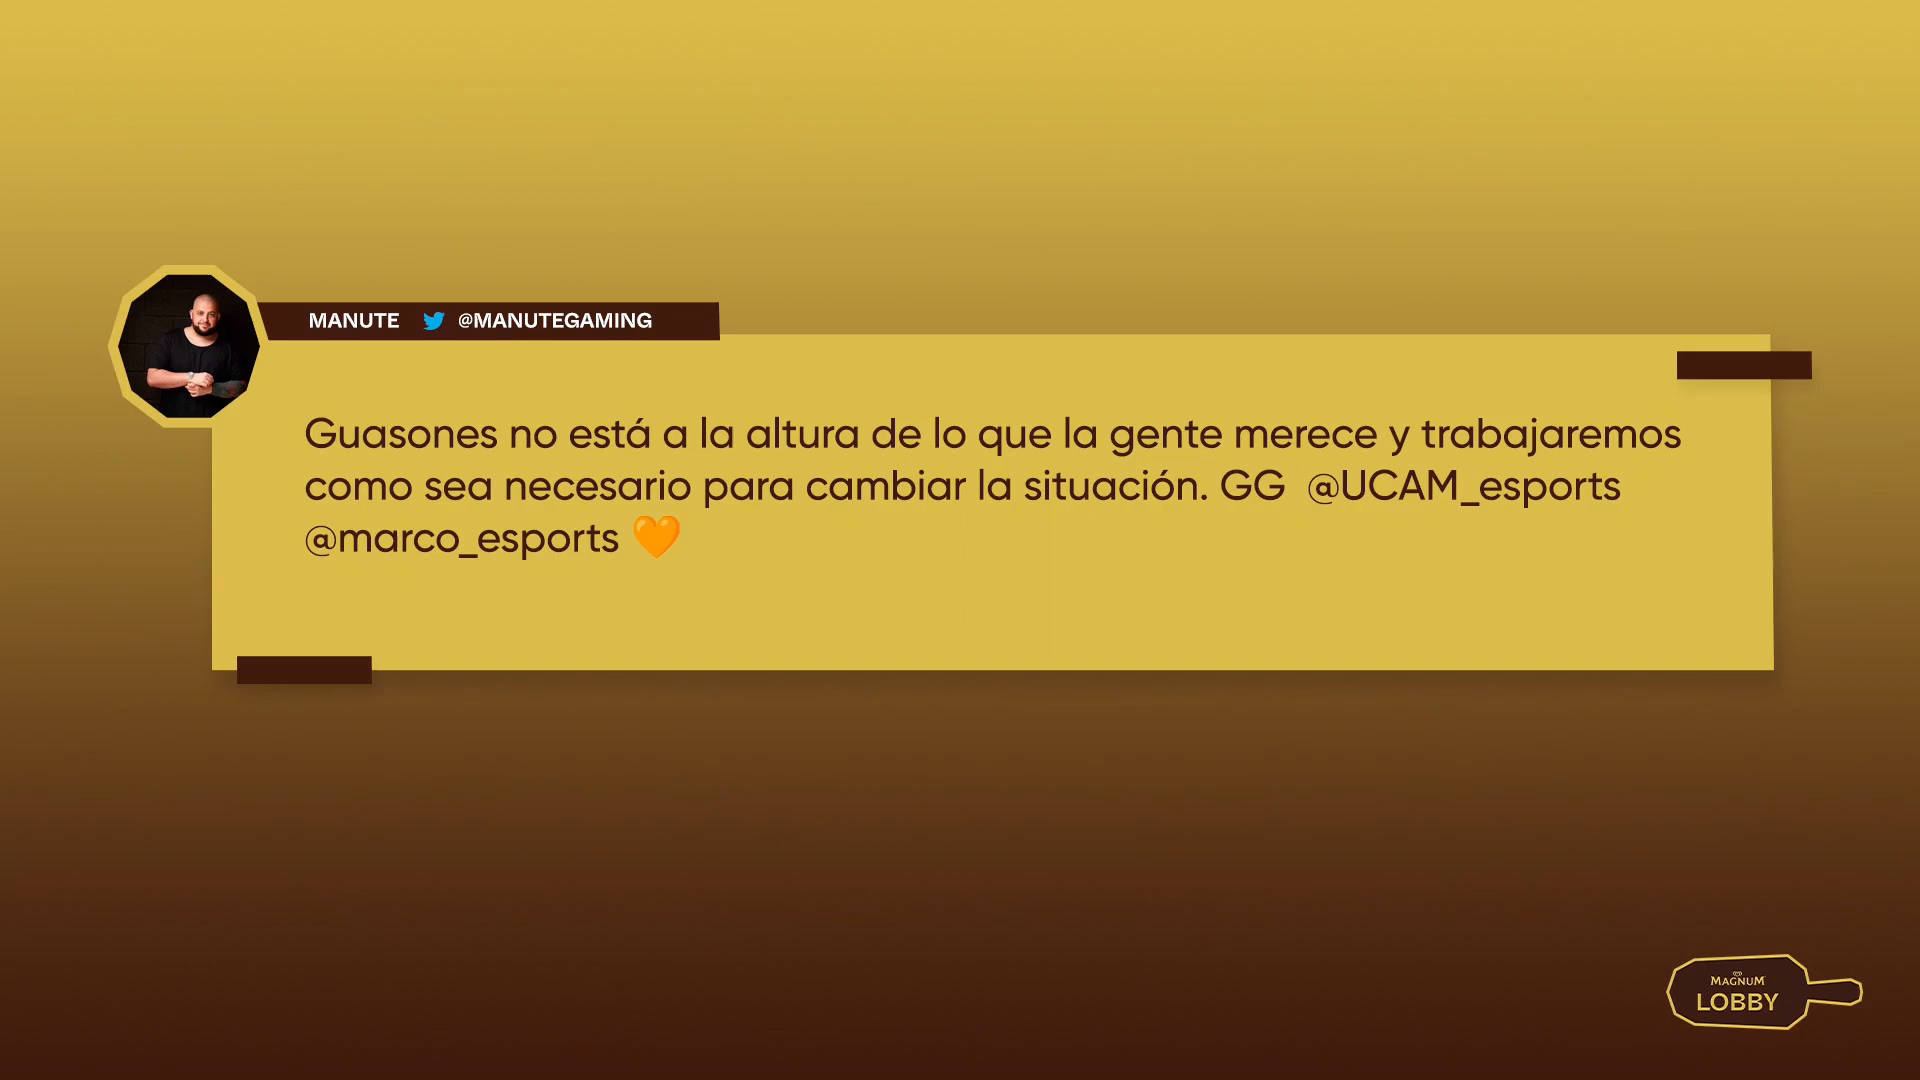 MANUTE @MANUTEGAMING
Guasones no está a la altura de lo que la gente merece y trabajaremos
como sea necesario para cambiar la situación. GG @UCAM_esports
@marco_esports 🧡
MAGNUM
LOBBY